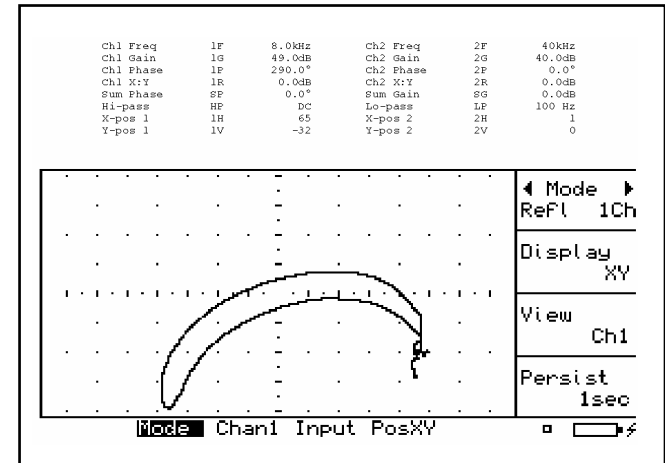 Ch1 Freq 1F 8.0kHz Ch2 Freq 2F 40kHz
Ch1 Gain 1G 49.0dB Ch2 Gain 2G 40.0dB
Ch1 Phase 1P 290.0° Ch2 Phase 2P 0.0°
Ch1 X:Y 1R 0.0dB Ch2 X:Y 2R 0.0dB
Sum Phase SP 0.0° Sum Gain SG 0.0dB
Hi-pass HP DC Lo-pass LP 100 Hz
X-pos 1 1H 65 X-pos 2 2H 1
Y-pos 1 1V -32 Y-pos 2 2V 0
Mode
Refl 1Ch
Display
XY
View
Ch1
Persist
1sec
Mode Chan1 Input PosXY